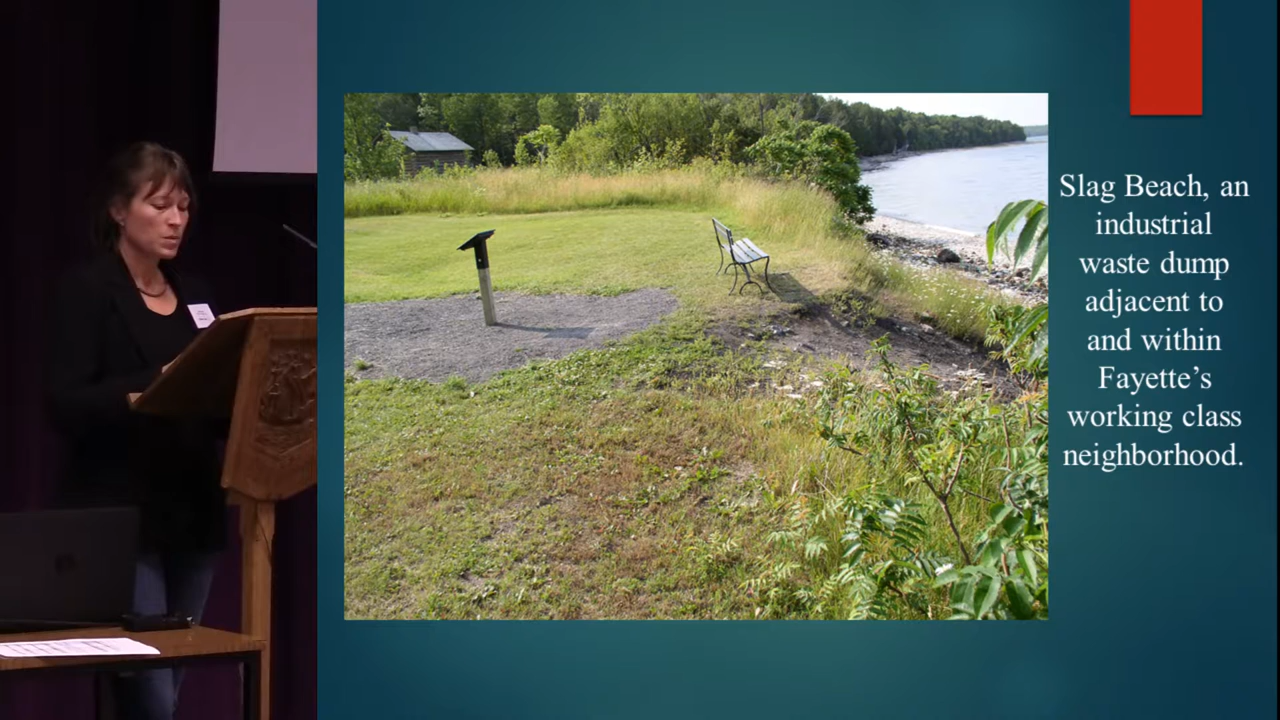 Slag Beach, an
industrial
waste dump
adjacent to
and within
Fayette’s
working class
neighborhood.